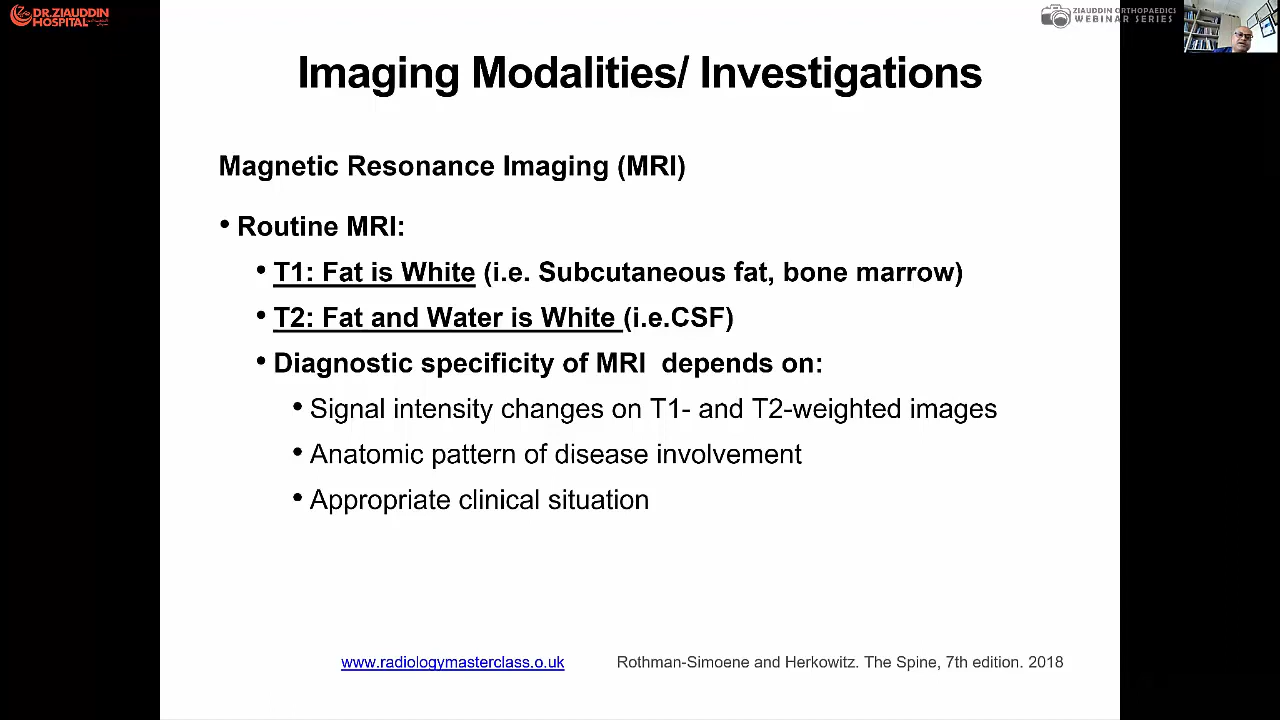 DR.ZIAUDDIN
HOSPITAL
ZIAUDDIN ORTHOPAEDICS
WEBINAR SERIES
Imaging Modalities/ Investigations
Magnetic Resonance Imaging (MRI)
• Routine MRI:
• T1: Fat is White (i.e. Subcutaneous fat, bone marrow)
• T2: Fat and Water is White (i.e.CSF)
• Diagnostic specificity of MRI depends on:
• Signal intensity changes on T1- and T2-weighted images
• Anatomic pattern of disease involvement
• Appropriate clinical situation
www.radiologymasterclass.o.uk
Rothman-Simoene and Herkowitz. The Spine, 7th edition. 2018